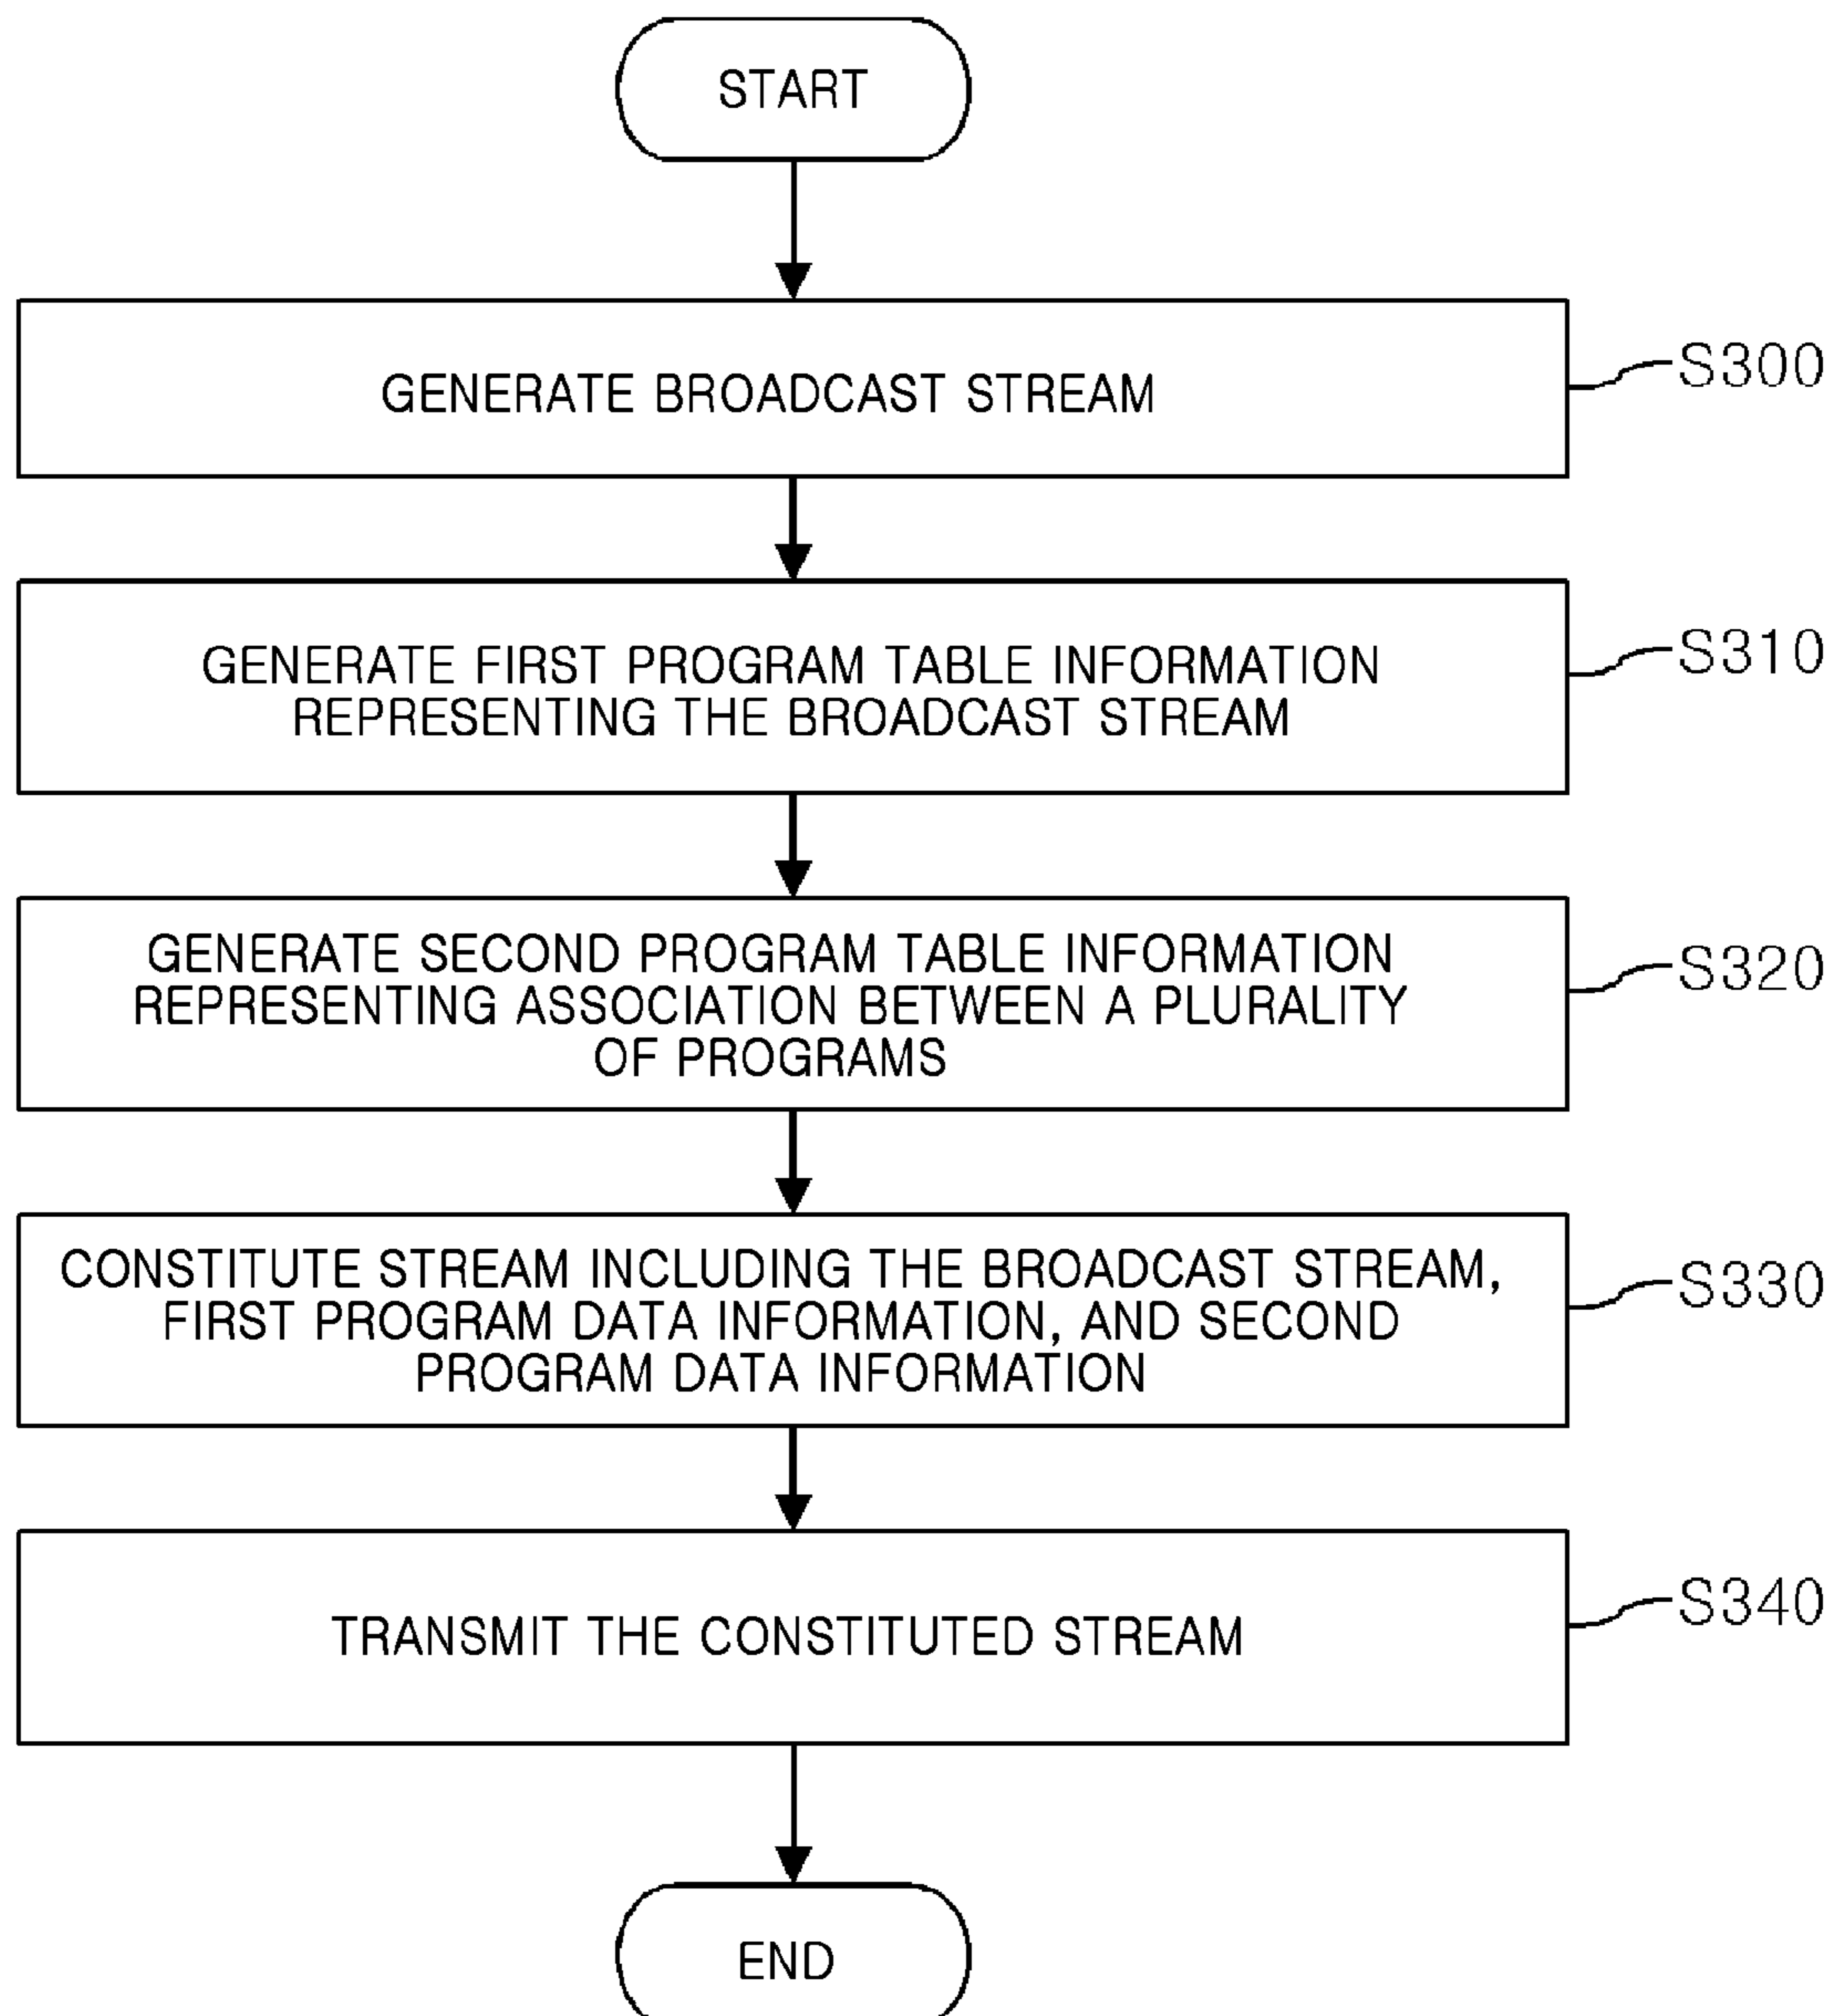 START
GENERATE BROADCAST STREAM
S300
GENERATE FIRST PROGRAM TABLE INFORMATION
REPRESENTING THE BROADCAST STREAM
S310
GENERATE SECOND PROGRAM TABLE INFORMATION
REPRESENTING ASSOCIATION BETWEEN A PLURALITY
OF PROGRAMS
S320
CONSTITUTE STREAM INCLUDING THE BROADCAST STREAM,
FIRST PROGRAM DATA INFORMATION, AND SECOND
PROGRAM DATA INFORMATION
S330
TRANSMIT THE CONSTITUTED STREAM
S340
END